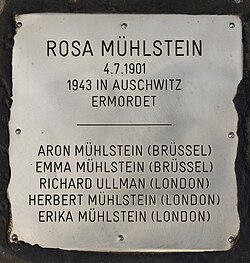 ROSA MÜHLSTEIN
4.7.1901
1943 IN AUSCHWITZ
ERMORDET
ARON MÜHLSTEIN (BRÜSSEL)
EMMA MÜHLSTEIN (BRÜSSEL)
RICHARD ULLMAN (LONDON)
HERBERT MÜHLSTEIN (LONDON)
ERIKA MÜHLSTEIN (LONDON)